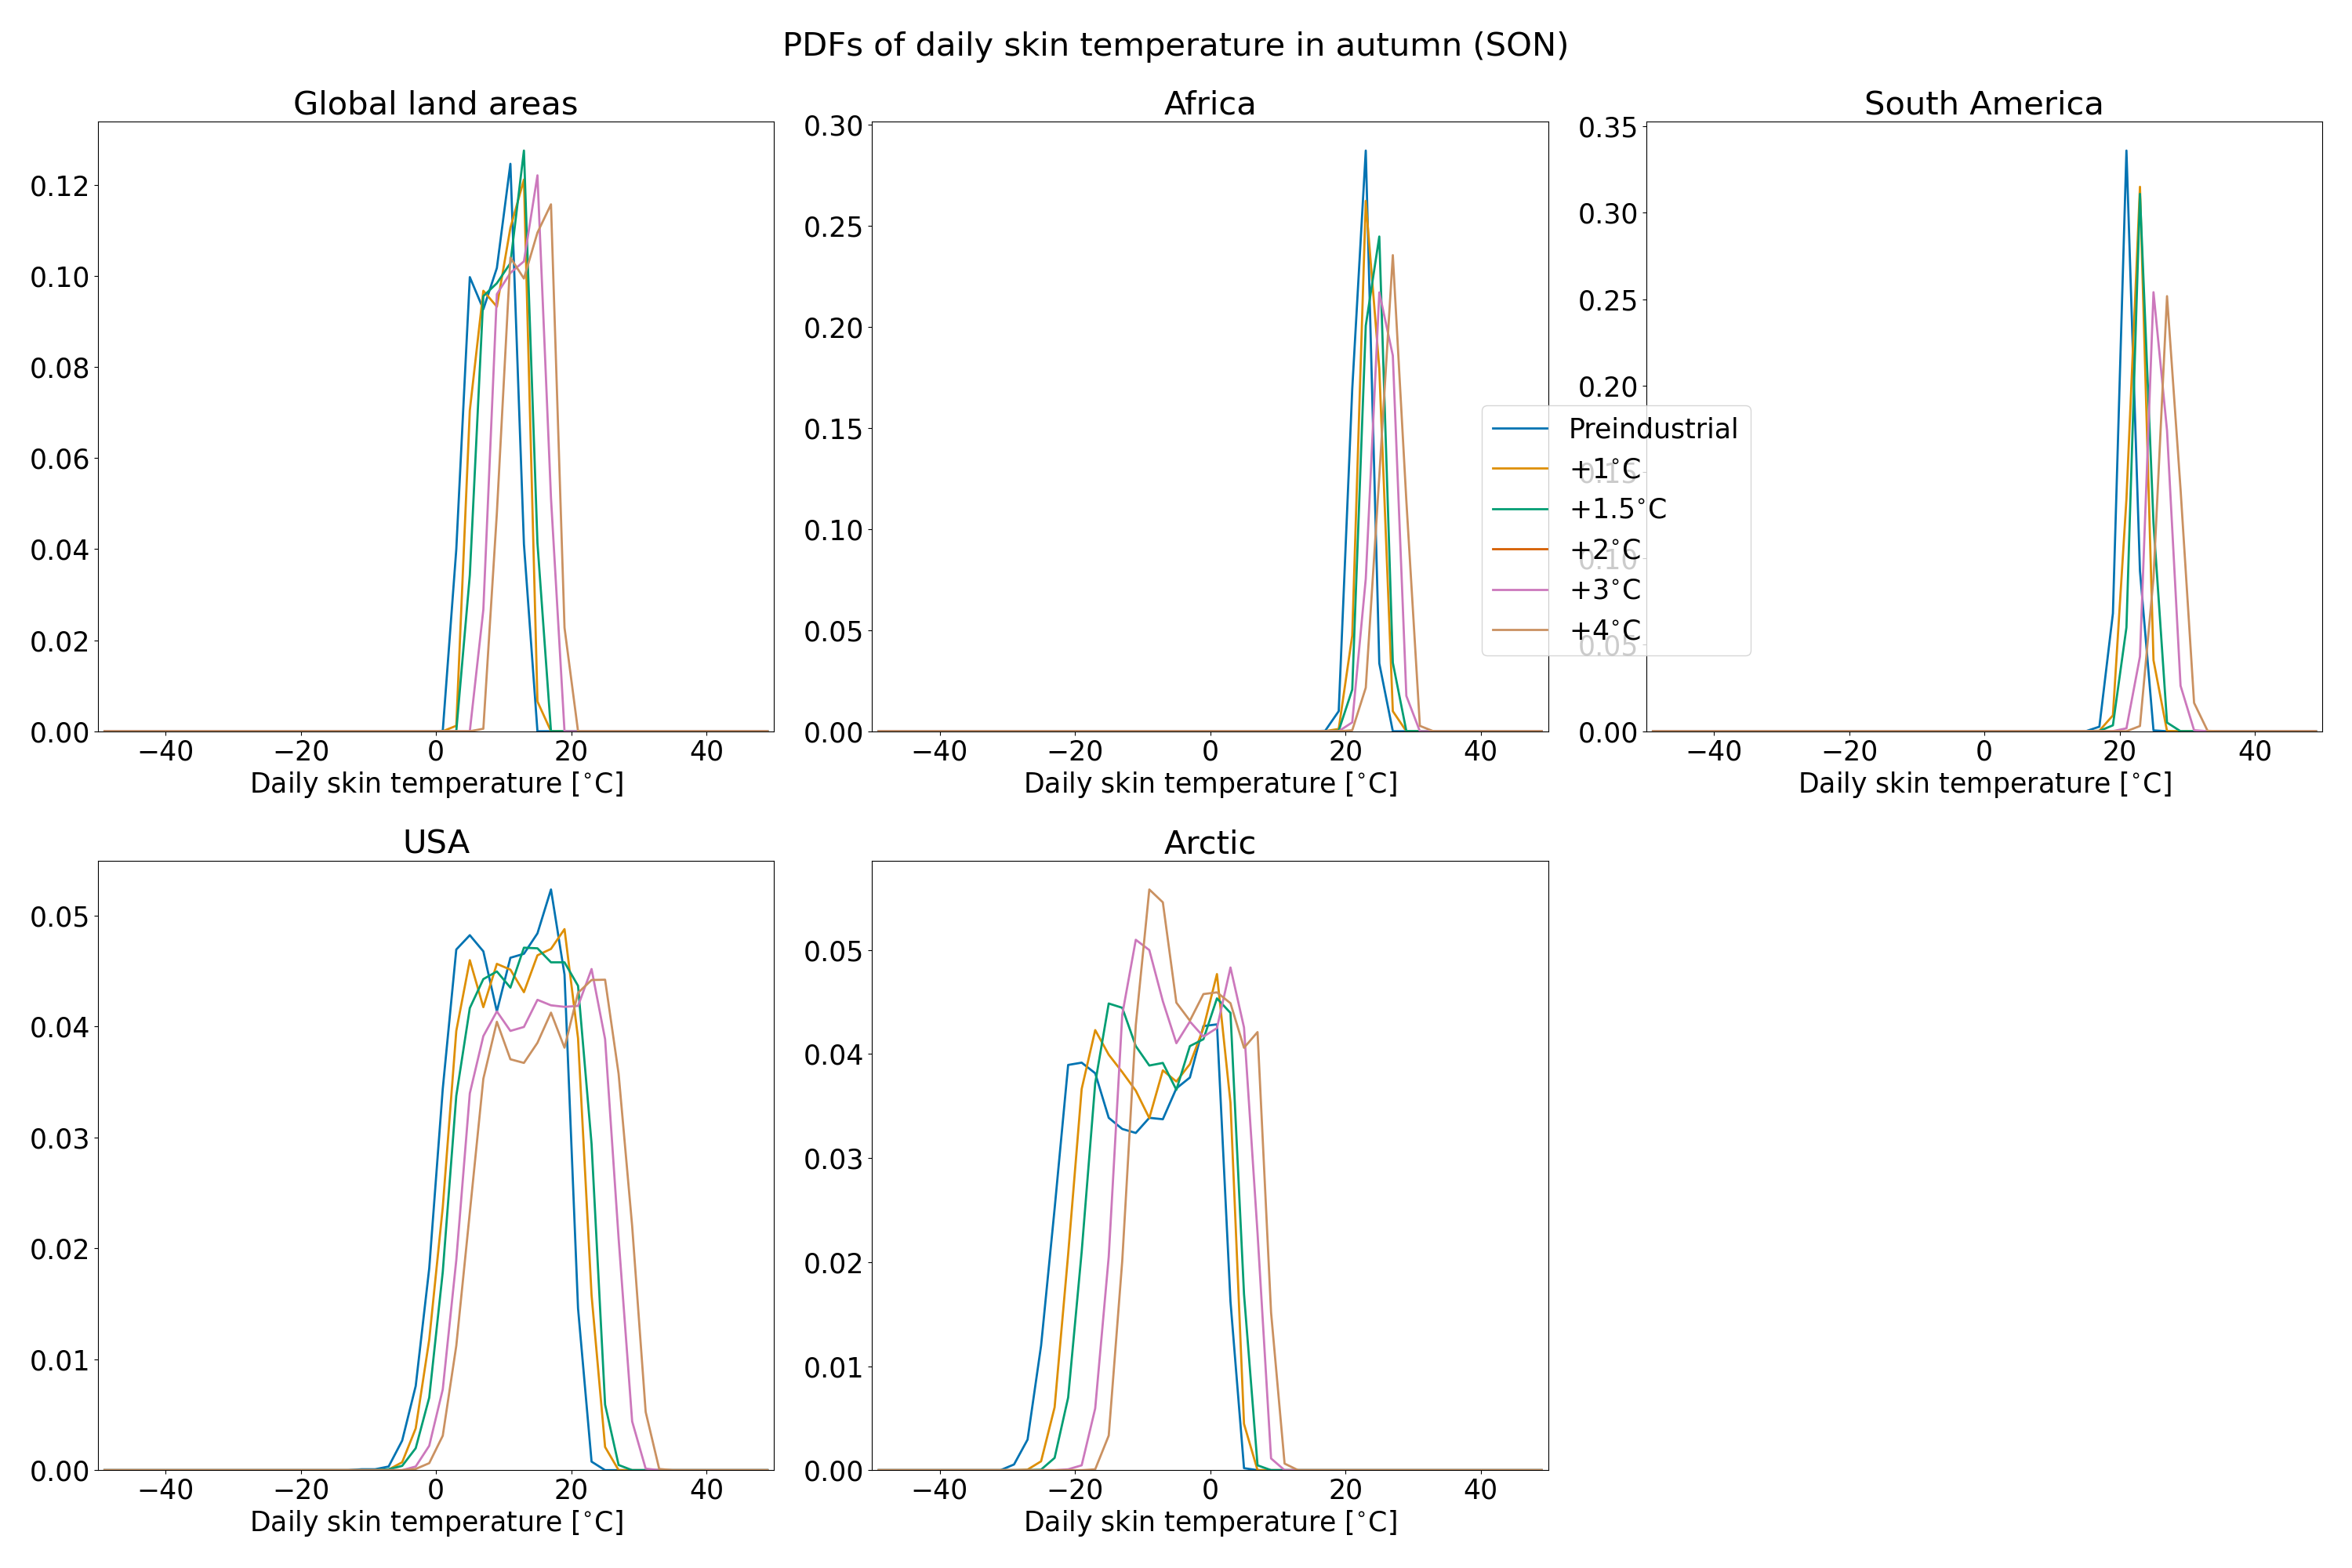 PDFs of daily skin temperature in autumn (SON)
Global land areas
0.12
0.10
0.08
0.06
0.04
0.02
0.00
−40 −20 0 20 40
Daily skin temperature [°C]
Africa
0.30
0.25
0.20
0.15
0.10
0.05
0.00
−40 −20 0 20 40
Daily skin temperature [°C]
South America
0.35
0.30
0.25
0.20
0.15
0.10
0.05
0.00
−40 −20 0 20 40
Daily skin temperature [°C]
Preindustrial
+1°C
+1.5°C
+2°C
+3°C
+4°C
USA
0.05
0.04
0.03
0.02
0.01
0.00
−40 −20 0 20 40
Daily skin temperature [°C]
Arctic
0.05
0.04
0.03
0.02
0.01
0.00
−40 −20 0 20 40
Daily skin temperature [°C]